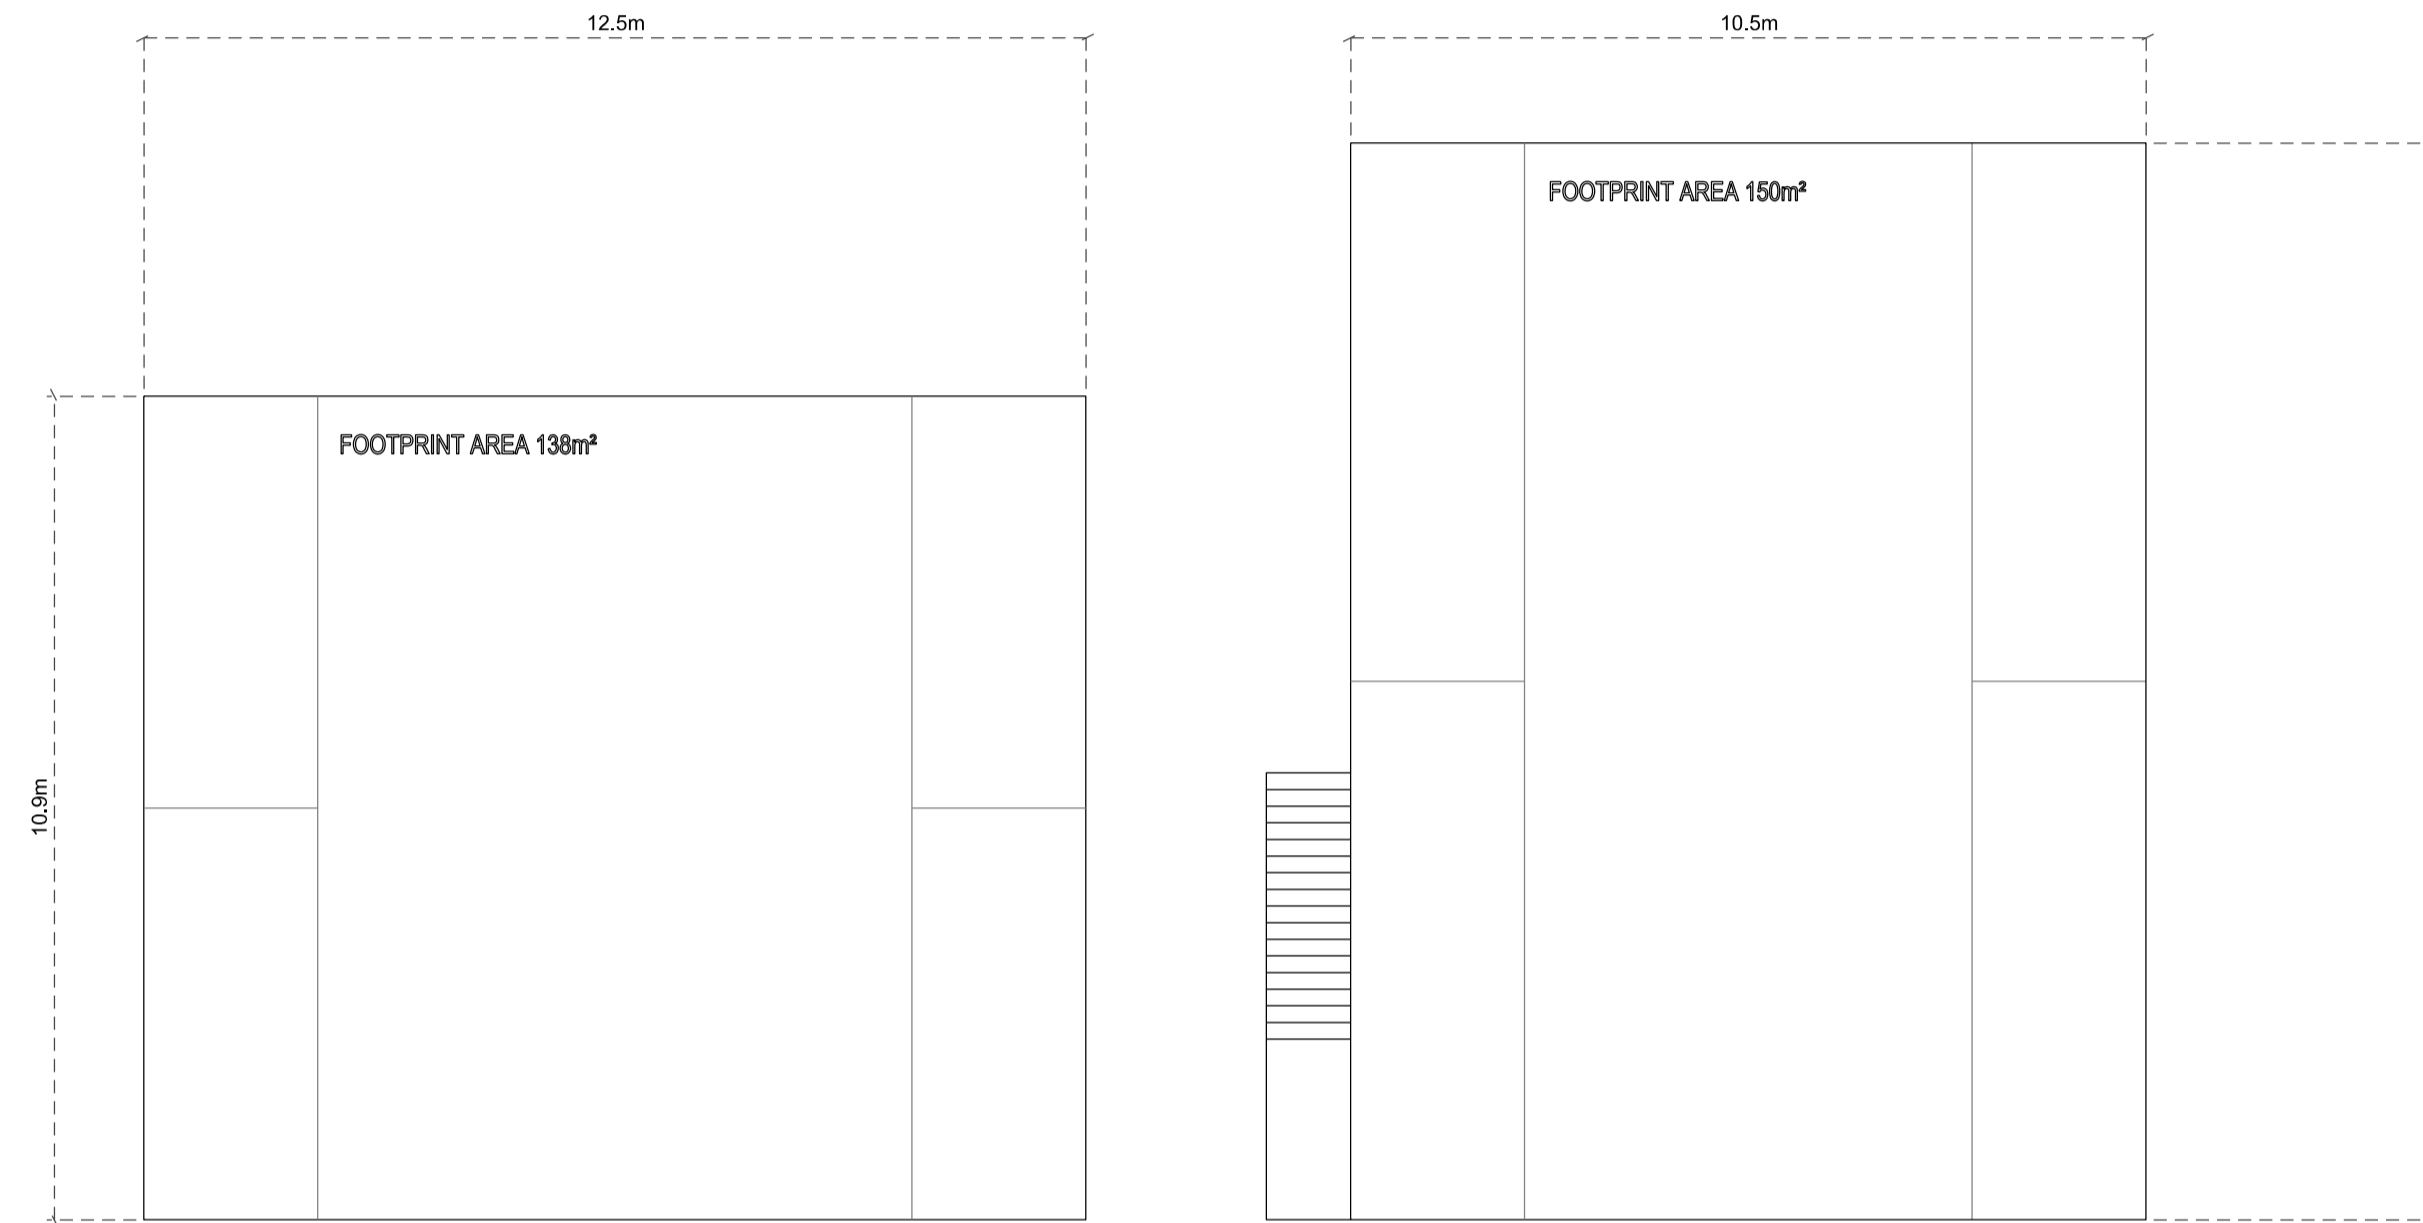 12.5m
10.5m
FOOTPRINT AREA 150m²
FOOTPRINT AREA 138m²
10.9m